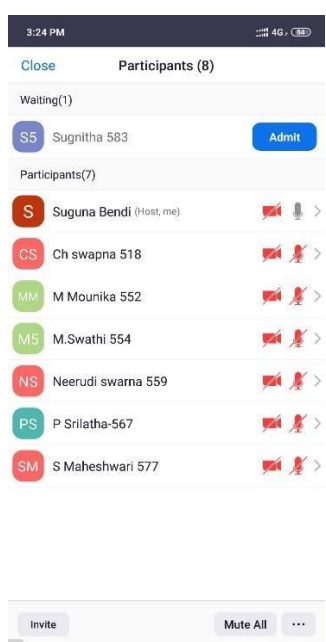 3:24 PM 4G 84
Close Participants (8)
Waiting(1)
S5 Sugnitha 583 Admit
Participants(7)
S Suguna Bendi (Host, me)
CS Ch swapna 518
MM M Mounika 552
M5 M.Swathi 554
NS Neerudi swarna 559
PS P Srilatha-567
SM S Maheshwari 577
Invite Mute All ...